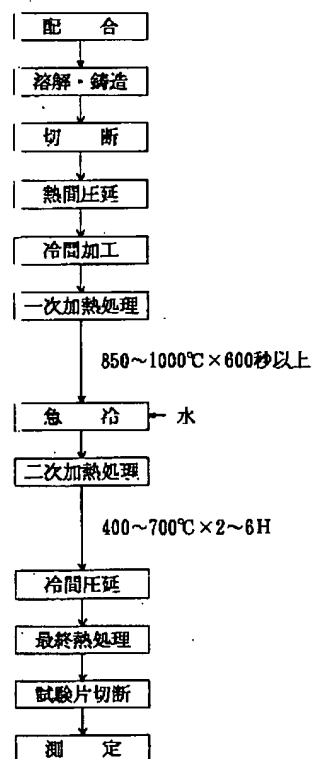 配 合
溶解・鋳造
切 断
熱間圧延
冷間加工
一次加熱処理
850～1000℃×600秒以上
急 冷 ← 水
二次加熱処理
400～700℃×2～6H
冷間圧延
最終熱処理
試験片切断
測 定